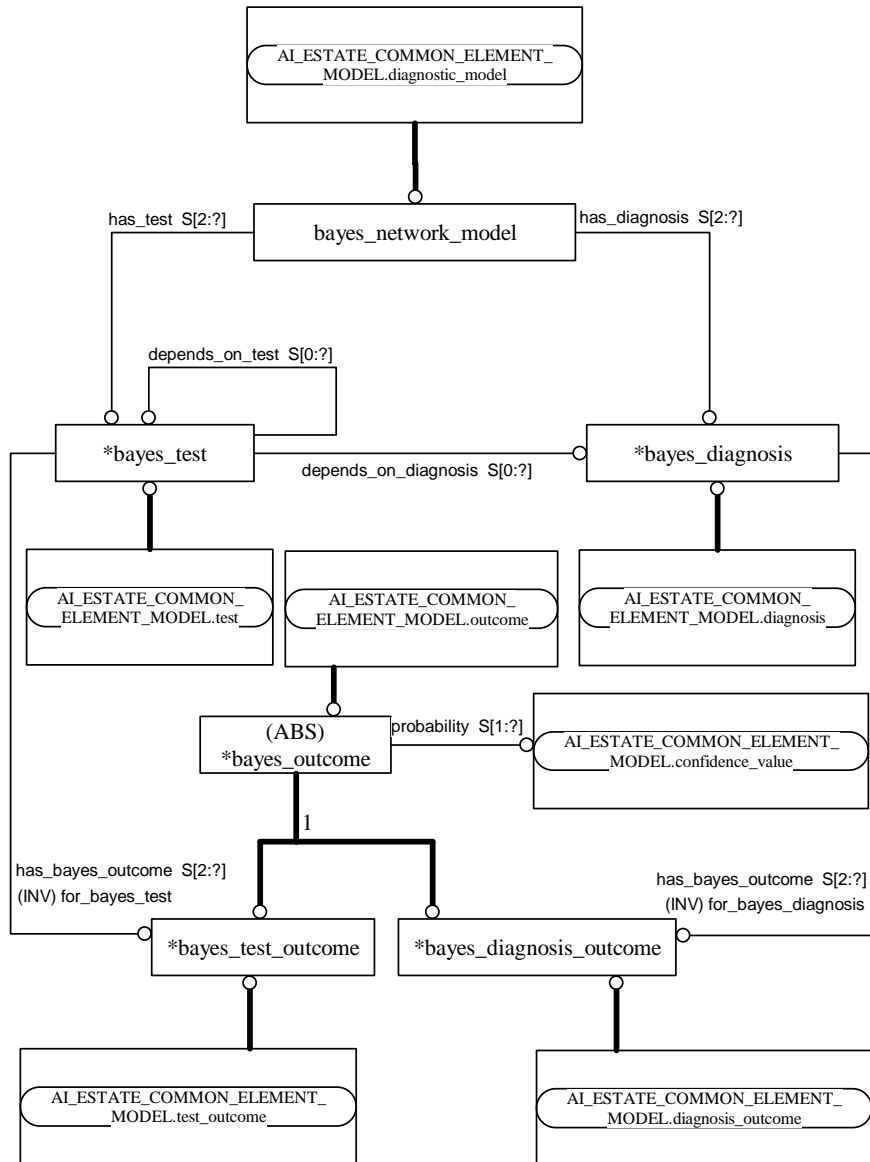 AI_ESTATE_COMMON_ELEMENT_
MODEL.diagnostic_model
has_test S[2:?]
bayes_network_model
has_diagnosis S[2:?]
depends_on_test S[0:?]
*bayes_test
depends_on_diagnosis S[0:?]
*bayes_diagnosis
AI_ESTATE_COMMON_
ELEMENT_MODEL.test
AI_ESTATE_COMMON_
ELEMENT_MODEL.outcome
AI_ESTATE_COMMON_
ELEMENT_MODEL.diagnosis
(ABS)
*bayes_outcome
probability S[1:?]
AI_ESTATE_COMMON_ELEMENT_
MODEL.confidence_value
1
has_bayes_outcome S[2:?]
(INV) for_bayes_test
has_bayes_outcome S[2:?]
(INV) for_bayes_diagnosis
*bayes_test_outcome
*bayes_diagnosis_outcome
AI_ESTATE_COMMON_ELEMENT_
MODEL.test_outcome
AI_ESTATE_COMMON_ELEMENT_
MODEL.diagnosis_outcome